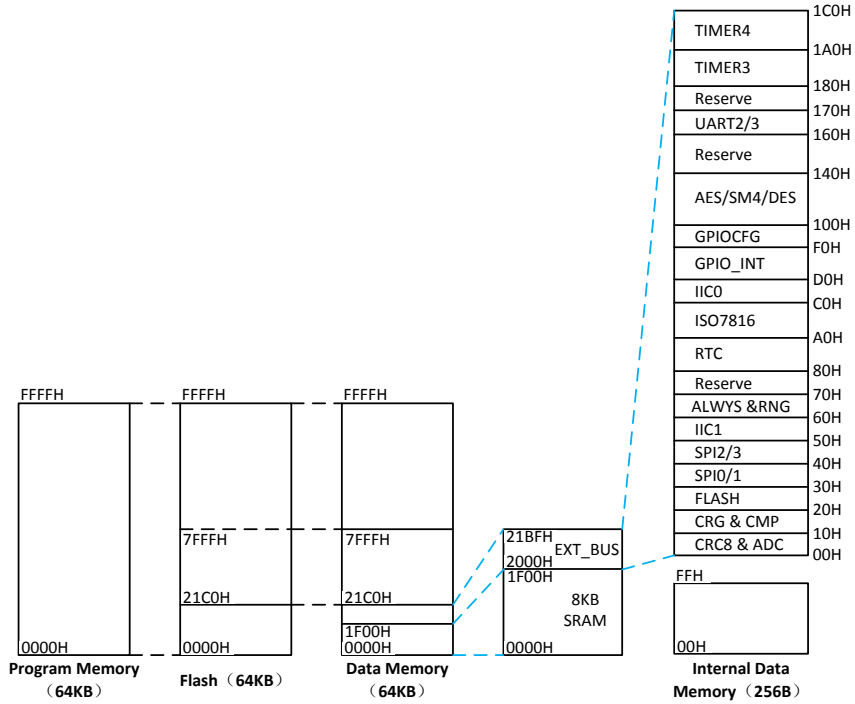 1C0H
TIMER4
1A0H
TIMER3
180H
Reserve
170H
UART2/3
160H
Reserve
140H
AES/SM4/DES
100H
GPIOCFG
F0H
GPIO_INT
D0H
IIC0
C0H
ISO7816
A0H
RTC
80H
Reserve
70H
ALWYS &RNG
60H
IIC1
50H
SPI2/3
40H
SPI0/1
30H
FLASH
20H
CRG & CMP
10H
CRC8 & ADC
00H
FFFFH
0000H
Program Memory
（64KB）
FFFFH
7FFFH
21C0H
0000H
Flash（64KB）
FFFFH
7FFFH
21C0H
1F00H
0000H
Data Memory
（64KB）
21BFH
EXT_BUS
2000H
1F00H
8KB
SRAM
0000H
FFH
00H
Internal Data
Memory（256B）